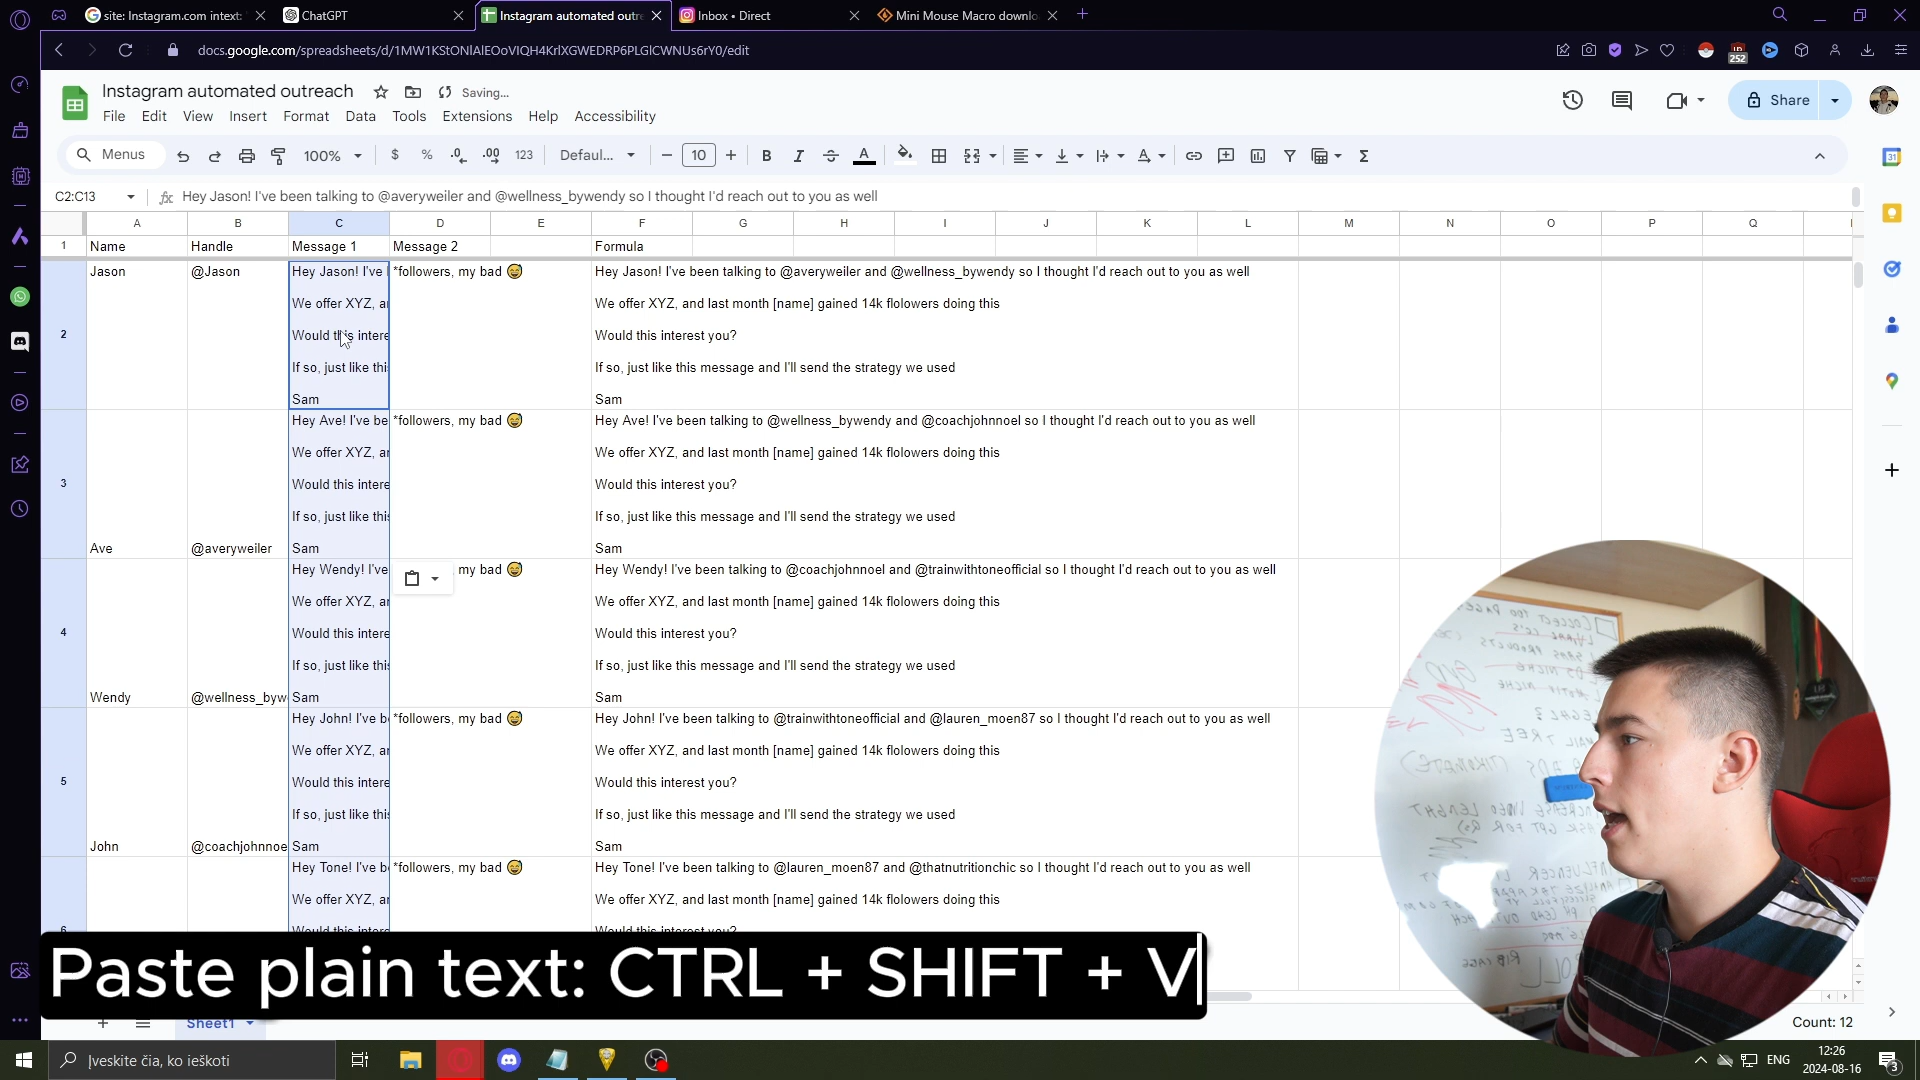 site: Instagram.com intext:
ChatGPT
Instagram automated outre
Inbox • Direct
Mini Mouse Macro downlo
docs.google.com/spreadsheets/d/1MW1KStONlAlEOoVIQH4KrlXGWEDRP6PLGlCWNUs6rY0/edit
252
Instagram automated outreach
Saving...
Share
File Edit View Insert Format Data Tools Extensions Help Accessibility
Menus
100%
$ % .0 .00 123
Defaul...
10
C2:C13
Hey Jason! I've been talking to @averyweiler and @wellness_bywendy so I thought I'd reach out to you as well
A B C D E F G H I J K L M N O P Q
1 Name Handle Message 1 Message 2 Formula
Jason @Jason Hey Jason! I've *followers, my bad 😅 Hey Jason! I've been talking to @averyweiler and @wellness_bywendy so I thought I'd reach out to you as well
We offer XYZ, ar We offer XYZ, and last month [name] gained 14k flolowers doing this
2 Would this intere Would this interest you?
If so, just like this If so, just like this message and I'll send the strategy we used
Sam Sam
Hey Ave! I've be *followers, my bad 😅 Hey Ave! I've been talking to @wellness_bywendy and @coachjohnnoel so I thought I'd reach out to you as well
We offer XYZ, ar We offer XYZ, and last month [name] gained 14k flolowers doing this
3 Would this intere Would this interest you?
If so, just like this If so, just like this message and I'll send the strategy we used
Ave @averyweiler Sam Sam
Hey Wendy! I've my bad 😅 Hey Wendy! I've been talking to @coachjohnnoel and @trainwithtoneofficial so I thought I'd reach out to you as well
We offer XYZ, ar We offer XYZ, and last month [name] gained 14k flolowers doing this
4 Would this intere Would this interest you?
If so, just like this If so, just like this message and I'll send the strategy we used
Wendy @wellness_byw Sam Sam
Hey John! I've b *followers, my bad 😅 Hey John! I've been talking to @trainwithtoneofficial and @lauren_moen87 so I thought I'd reach out to you as well
We offer XYZ, ar We offer XYZ, and last month [name] gained 14k flolowers doing this
5 Would this intere Would this interest you?
If so, just like this If so, just like this message and I'll send the strategy we used
John @coachjohnnoe Sam Sam
Hey Tone! I've b *followers, my bad 😅 Hey Tone! I've been talking to @lauren_moen87 and @thatnutritionchic so I thought I'd reach out to you as well
We offer XYZ, ar We offer XYZ, and last month [name] gained 14k flolowers doing this
6 Would this intere Would this interest you?
Paste plain text: CTRL + SHIFT + V
Sheet1
Count: 12
Įveskite čia, ko ieškoti
ENG
12:26
2024-08-16
3